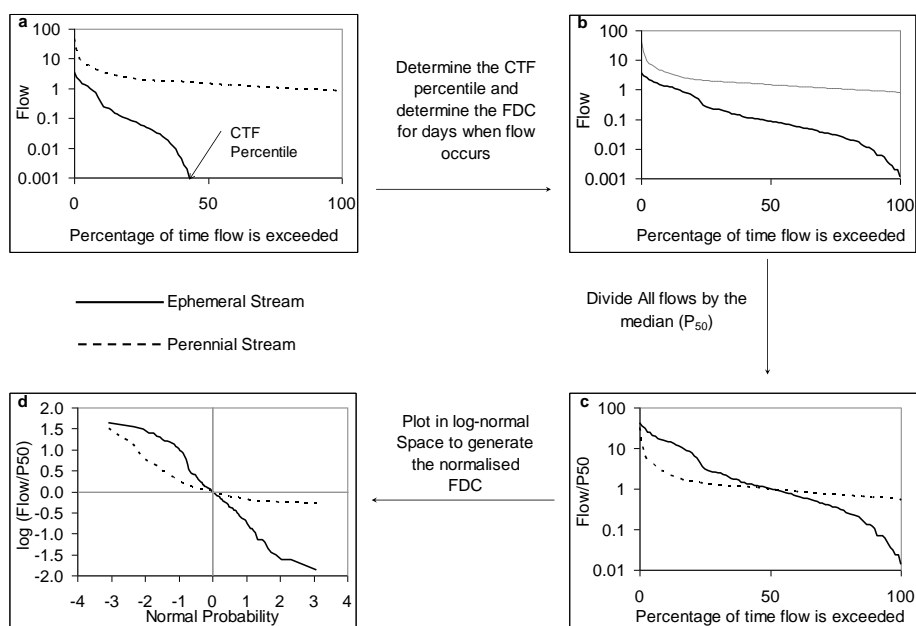 a
100
10
1
0.1
0.01
0.001
Flow
CTF
Percentile
0
50
100
Percentage of time flow is exceeded
Determine the CTF
percentile and
determine the FDC
for days when flow
occurs
b
100
10
1
0.1
0.01
0.001
Flow
0
50
100
Percentage of time flow is exceeded
Ephemeral Stream
Perennial Stream
Divide All flows by the
median (P50)
d
2.0
1.5
1.0
0.5
0.0
-0.5
-1.0
-1.5
-2.0
log (Flow/P50)
-4 -3 -2 -1 0 1 2 3 4
Normal Probability
Plot in log-normal
Space to generate
the normalised
FDC
c
100
10
1
0.1
0.01
Flow/P50
0
50
100
Percentage of time flow is exceeded